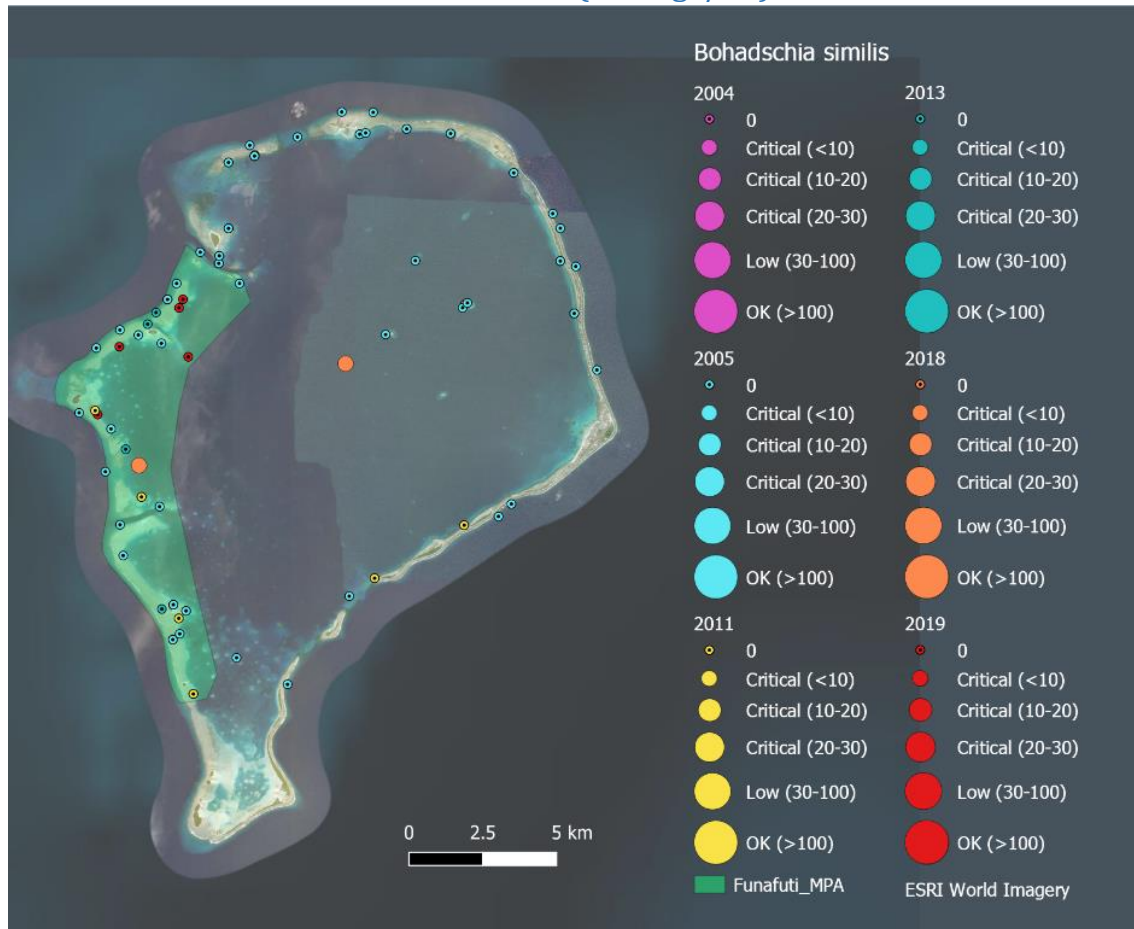 Bohadschia similis
2004
0
Critical (<10)
Critical (10-20)
Critical (20-30)
Low (30-100)
OK (>100)
2005
0
Critical (<10)
Critical (10-20)
Critical (20-30)
Low (30-100)
OK (>100)
2011
0
Critical (<10)
Critical (10-20)
Critical (20-30)
Low (30-100)
OK (>100)
Funafuti_MPA
2013
0
Critical (<10)
Critical (10-20)
Critical (20-30)
Low (30-100)
OK (>100)
2018
0
Critical (<10)
Critical (10-20)
Critical (20-30)
Low (30-100)
OK (>100)
2019
0
Critical (<10)
Critical (10-20)
Critical (20-30)
Low (30-100)
OK (>100)
ESRI World Imagery
0 2.5 5 km